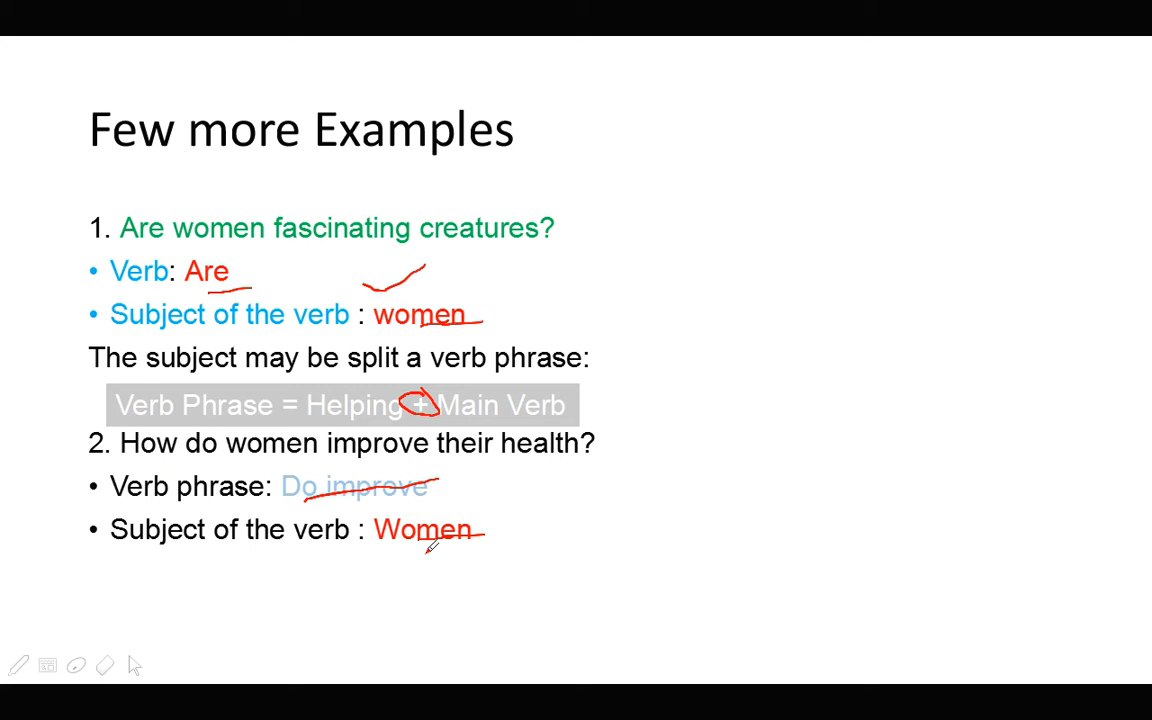 Few more Examples
1. Are women fascinating creatures?
• Verb: Are
• Subject of the verb : women
The subject may be split a verb phrase:
Verb Phrase = Helping + Main Verb
2. How do women improve their health?
• Verb phrase: Do improve
• Subject of the verb : Women